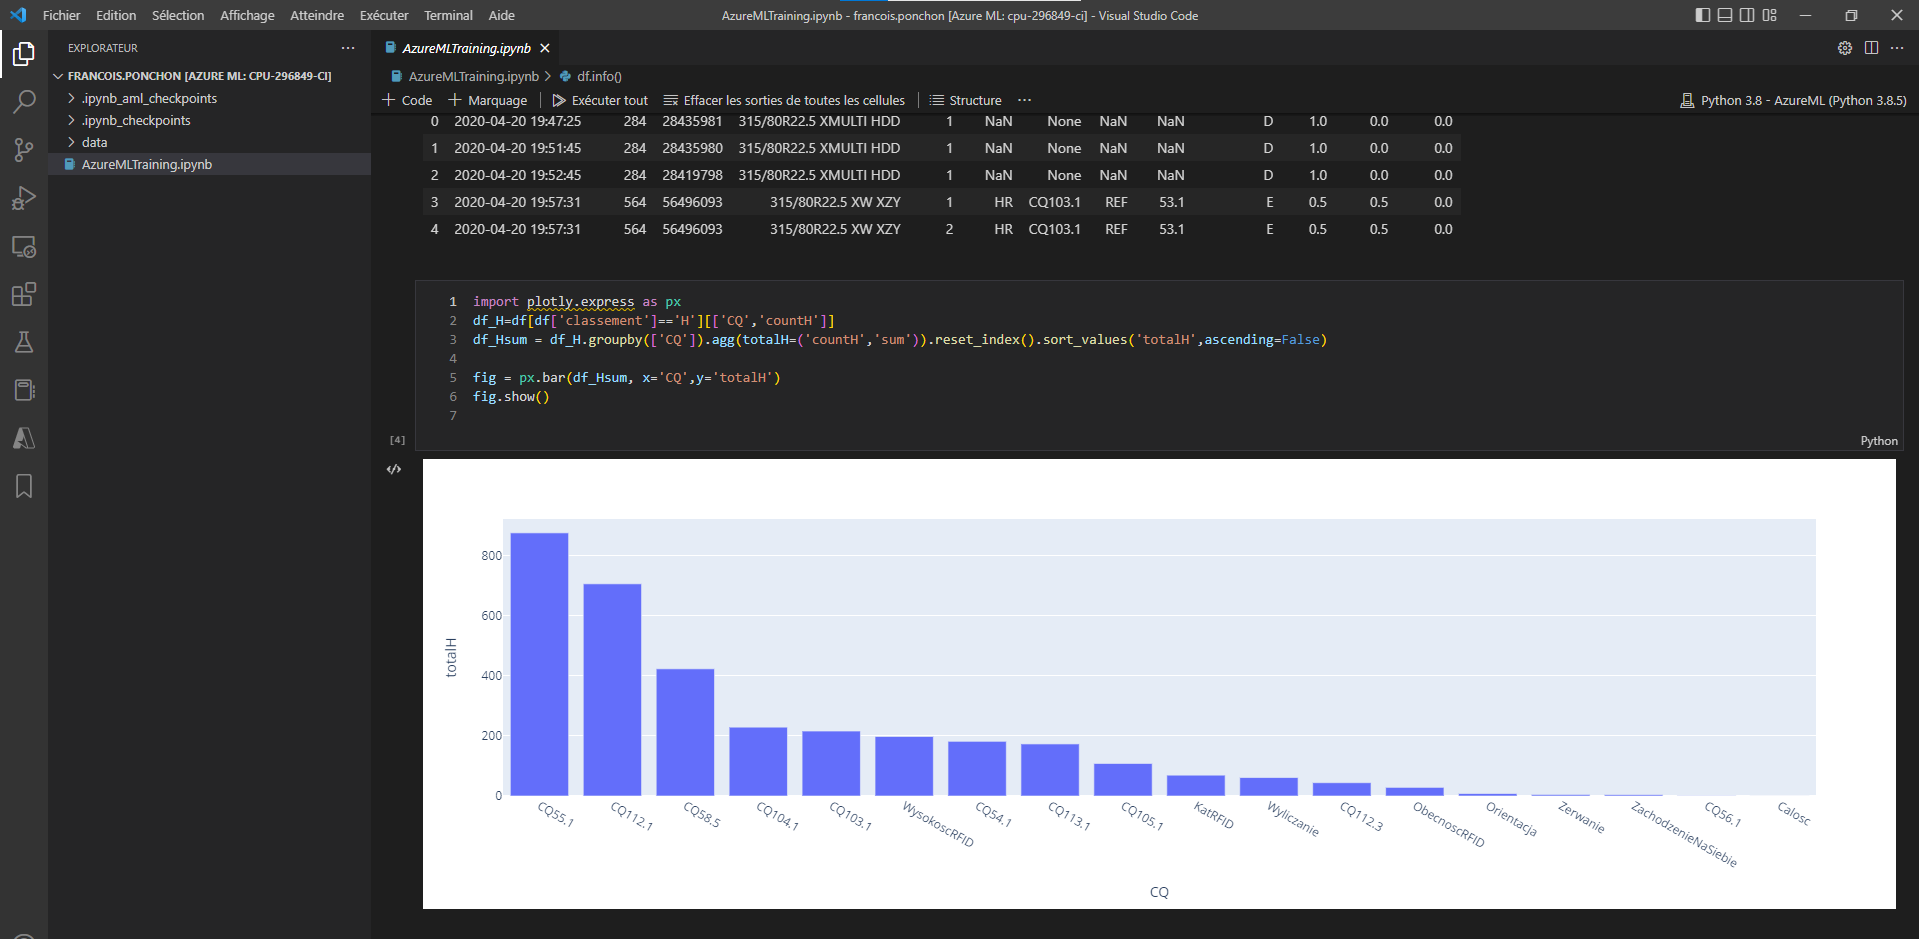 Fichier Edition Sélection Affichage Atteindre Exécuter Terminal Aide
AzureMLTraining.ipynb - francois.ponchon [Azure ML: cpu-296849-ci] - Visual Studio Code
EXPLORATEUR
FRANCOIS.PONCHON [AZURE ML: CPU-296849-CI]
.ipynb_aml_checkpoints
.ipynb_checkpoints
data
AzureMLTraining.ipynb
AzureMLTraining.ipynb
AzureMLTraining.ipynb > df.info()
+ Code + Marquage | Exécuter tout Effacer les sorties de toutes les cellules | Structure ···
Python 3.8 - AzureML (Python 3.8.5)
0 2020-04-20 19:47:25 284 28435981 315/80R22.5 XMULTI HDD 1 NaN None NaN NaN D 1.0 0.0 0.0
1 2020-04-20 19:51:45 284 28435980 315/80R22.5 XMULTI HDD 1 NaN None NaN NaN D 1.0 0.0 0.0
2 2020-04-20 19:52:45 284 28419798 315/80R22.5 XMULTI HDD 1 NaN None NaN NaN D 1.0 0.0 0.0
3 2020-04-20 19:57:31 564 56496093 315/80R22.5 XW XZY 1 HR CQ103.1 REF 53.1 E 0.5 0.5 0.0
4 2020-04-20 19:57:31 564 56496093 315/80R22.5 XW XZY 2 HR CQ103.1 REF 53.1 E 0.5 0.5 0.0
1 import plotly.express as px
2 df_H=df[df['classement']=='H'][['CQ','countH']]
3 df_Hsum = df_H.groupby(['CQ']).agg(totalH=('countH','sum')).reset_index().sort_values('totalH',ascending=False)
4
5 fig = px.bar(df_Hsum, x='CQ',y='totalH')
6 fig.show()
7
[4]
Python
800
600
400
200
0
totalH
CQ55.1 CQ112.1 CQ58.5 CQ104.1 CQ103.1 WysokoscRFID CQ54.1 CQ113.1 CQ105.1 KatRFID Wyliczanie CQ112.3 ObecnoscRFID Orientacja Zerwanie ZachodzenieNaSiebie CQ56.1 Calosc
CQ